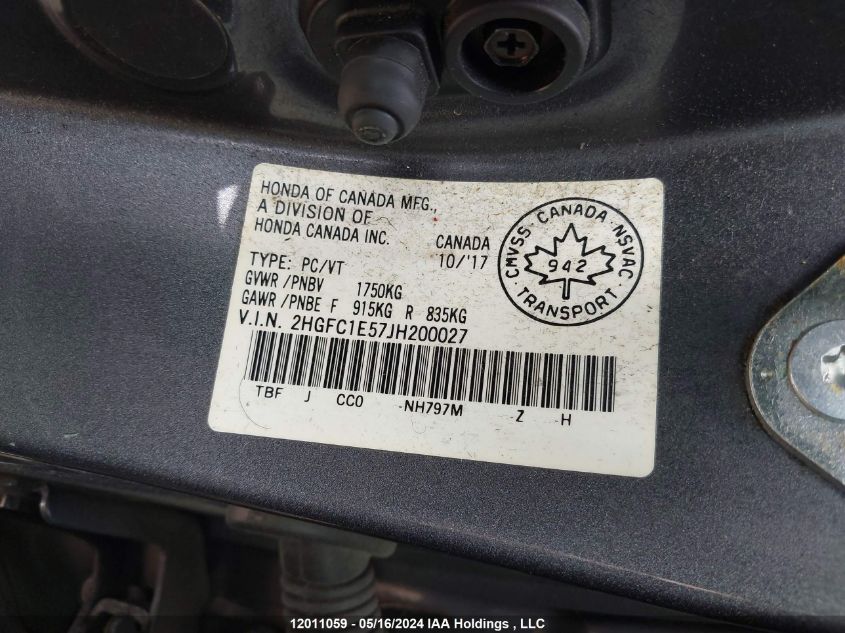 HONDA OF CANADA MFG.,
A DIVISION OF
HONDA CANADA INC.
CANADA
10/'17
TYPE: PC/VT
GVWR/PNBV 1750KG
GAWR/PNBE F 915KG R 835KG
V.I.N. 2HGFC1E57JH200027
CMVSS-CANADA-NSVAC
942
TRANSPORT
TBF J CC0 -NH797M Z H
12011059 - 05/16/2024 IAA Holdings , LLC